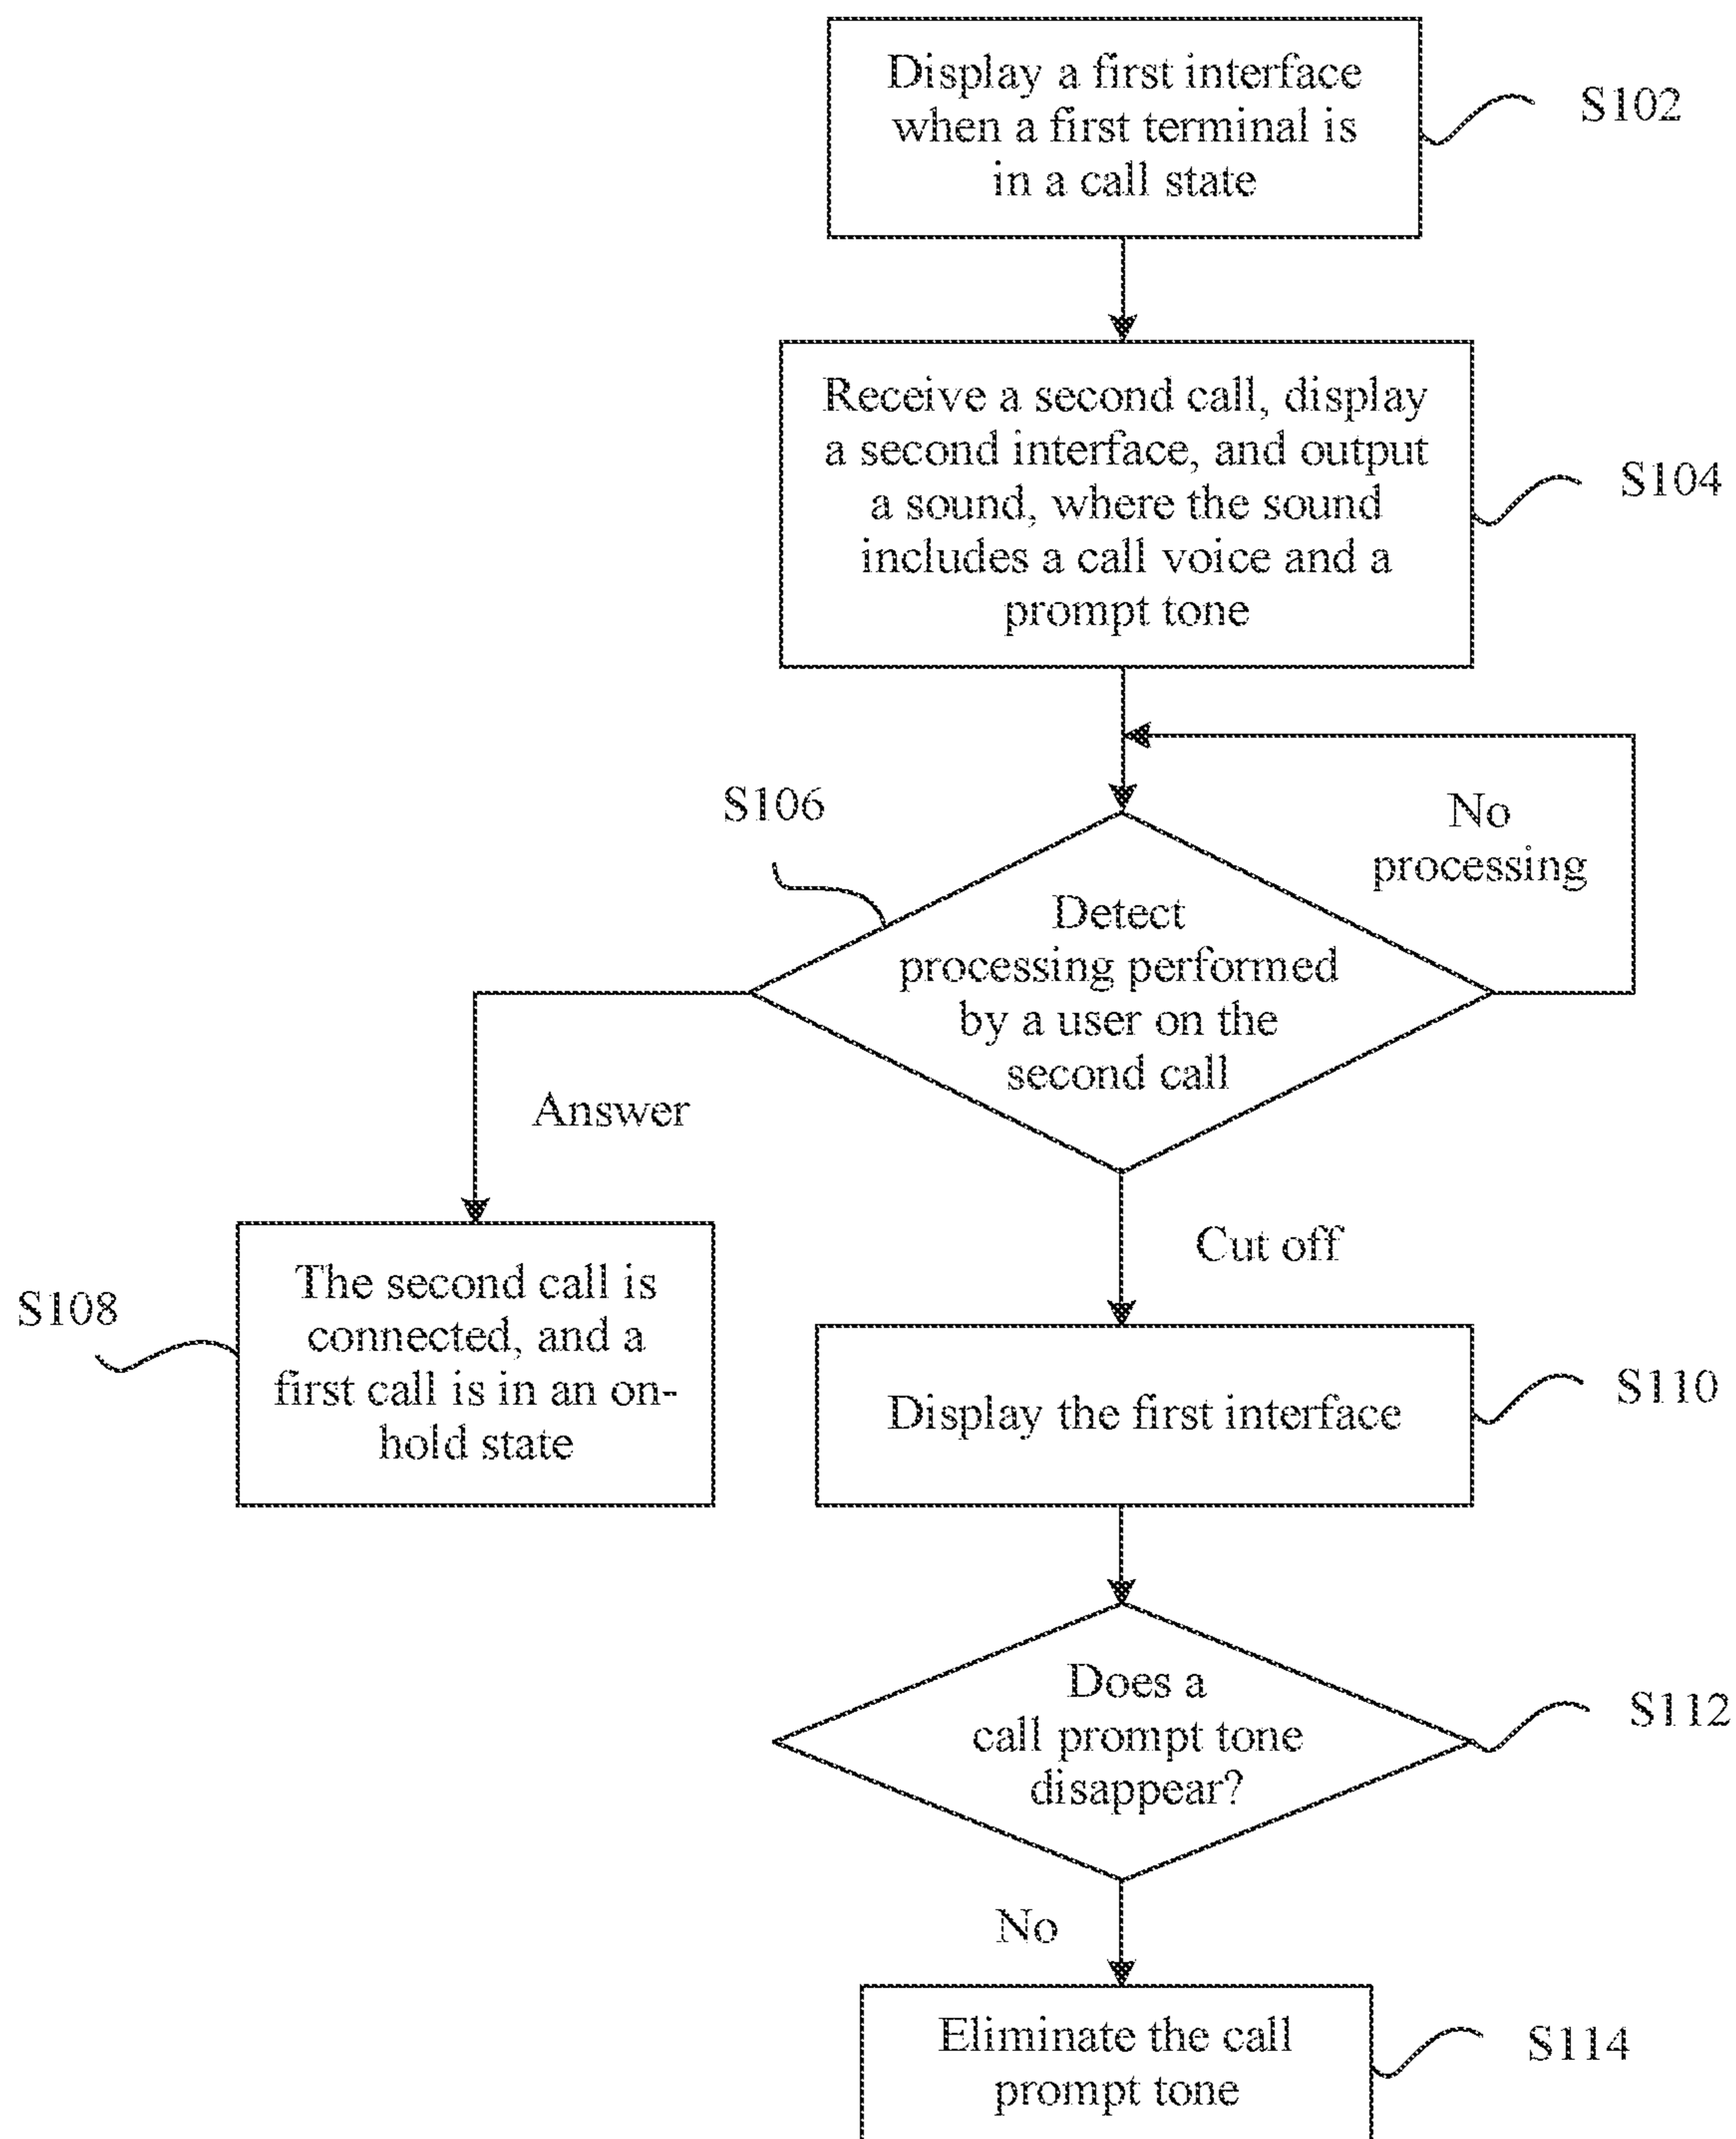 Display a first interface
when a first terminal is
in a call state
S102
Receive a second call, display
a second interface, and output
a sound, where the sound
includes a call voice and a
prompt tone
S104
S106
No
processing
Detect
processing performed
by a user on the
second call
Answer
Cut off
S108
The second call is
connected, and a
first call is in an on-
hold state
Display the first interface
S110
Does a
call prompt tone
disappear?
S112
No
Eliminate the call
prompt tone
S114